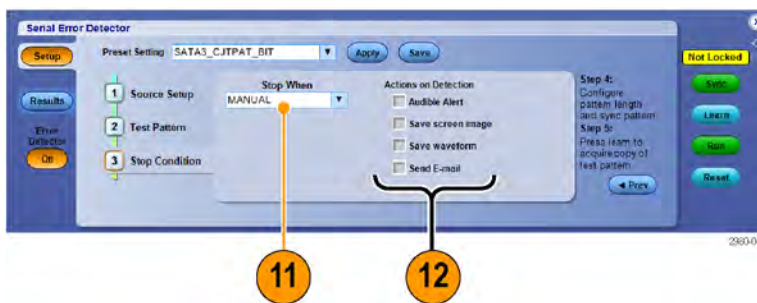 Serial Error Detector
Setup
Preset Setting SATA3_CJTPAT_BIT Apply Save
Not Locked
Results
Error
Detector
Off
1 Source Setup
2 Test Pattern
3 Stop Condition
Stop When
MANUAL
Actions on Detection
Audible Alert
Save screen image
Save waveform
Send E-mail
Step 4:
Configure
pattern length
and sync pattern
Step 5:
Press learn to
acquire copy of
test pattern
Prev
Sync
Learn
Run
Reset
11
12